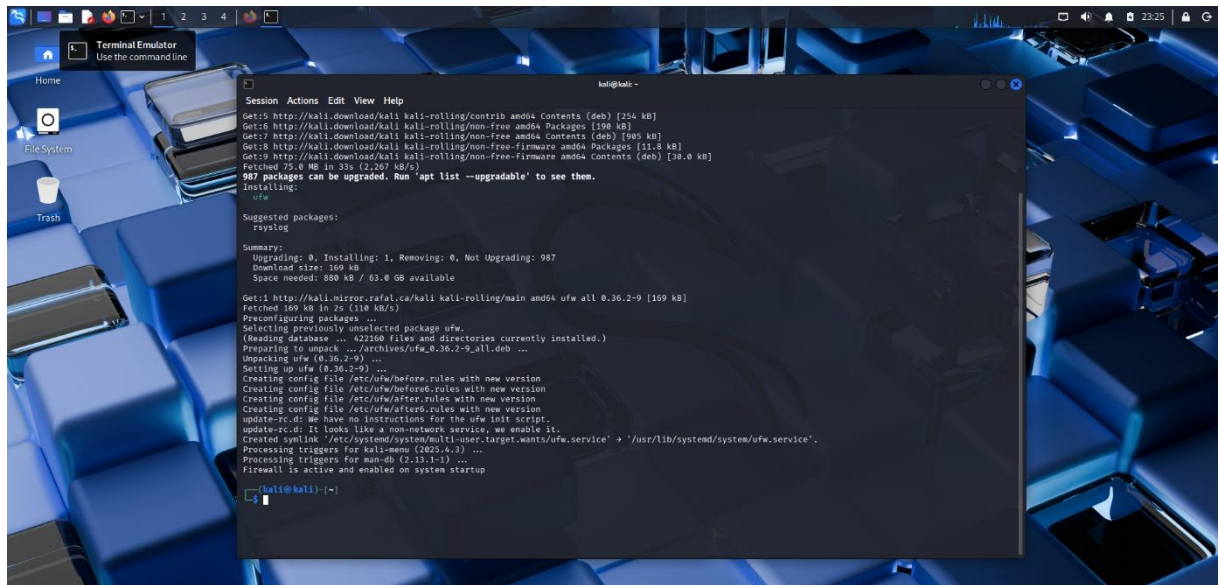 1 2 3 4
23:25
Terminal Emulator
Use the command line
Home
File System
Trash
kali@kali: ~
Session Actions Edit View Help
Get:5 http://kali.download/kali kali-rolling/contrib amd64 Contents (deb) [254 kB]
Get:6 http://kali.download/kali kali-rolling/non-free amd64 Packages [190 kB]
Get:7 http://kali.download/kali kali-rolling/non-free amd64 Contents (deb) [905 kB]
Get:8 http://kali.download/kali kali-rolling/non-free-firmware amd64 Packages [11.8 kB]
Get:9 http://kali.download/kali kali-rolling/non-free-firmware amd64 Contents (deb) [30.0 kB]
Fetched 75.0 MB in 33s (2,267 kB/s)
987 packages can be upgraded. Run 'apt list --upgradable' to see them.
Installing:
ufw
Suggested packages:
rsyslog
Summary:
Upgrading: 0, Installing: 1, Removing: 0, Not Upgrading: 987
Download size: 169 kB
Space needed: 880 kB / 63.0 GB available
Get:1 http://kali.mirror.rafal.ca/kali kali-rolling/main amd64 ufw all 0.36.2-9 [169 kB]
Fetched 169 kB in 2s (110 kB/s)
Preconfiguring packages ...
Selecting previously unselected package ufw.
(Reading database ... 422160 files and directories currently installed.)
Preparing to unpack .../archives/ufw_0.36.2-9_all.deb ...
Unpacking ufw (0.36.2-9) ...
Setting up ufw (0.36.2-9) ...
Creating config file /etc/ufw/before.rules with new version
Creating config file /etc/ufw/before6.rules with new version
Creating config file /etc/ufw/after.rules with new version
Creating config file /etc/ufw/after6.rules with new version
update-rc.d: We have no instructions for the ufw init script.
update-rc.d: It looks like a non-network service, we enable it.
Created symlink '/etc/systemd/system/multi-user.target.wants/ufw.service' → '/usr/lib/systemd/system/ufw.service'.
Processing triggers for kali-menu (2025.4.3) ...
Processing triggers for man-db (2.13.1-1) ...
Firewall is active and enabled on system startup
┌──(kali㉿kali)-[~]
└─$